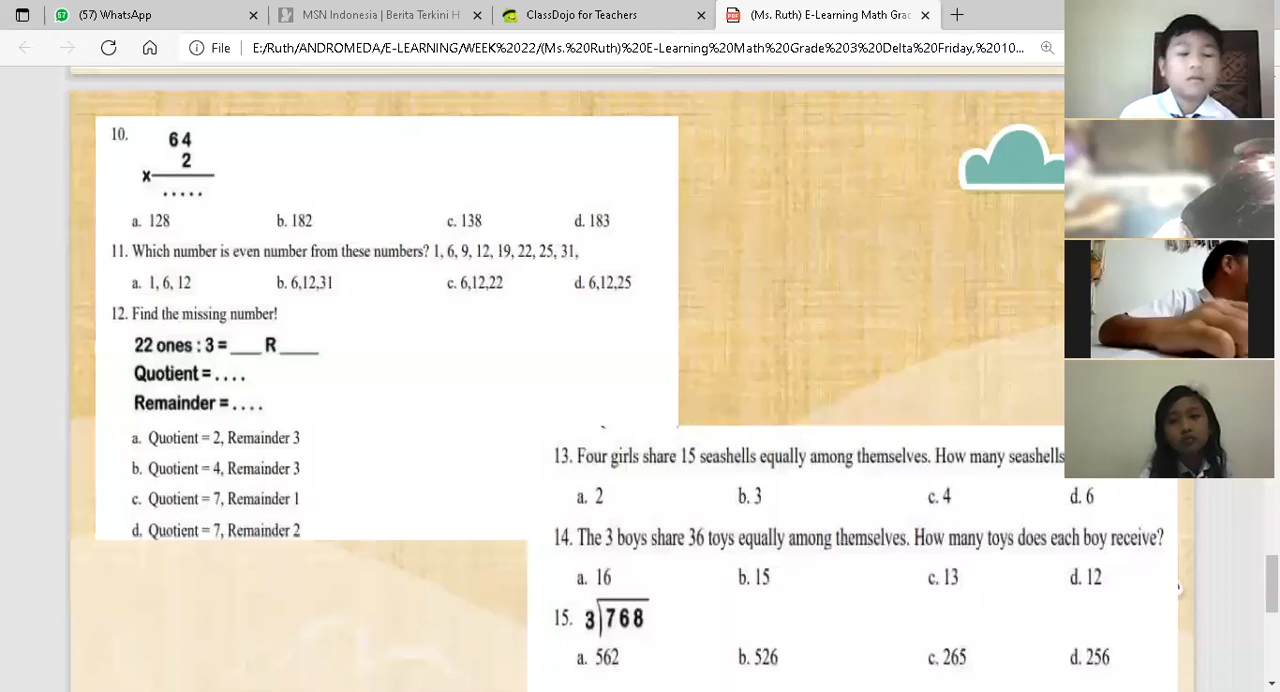 (57) WhatsApp
MSN Indonesia | Berita Terkini H
ClassDojo for Teachers
(Ms. Ruth) E-Learning Math Grac
File
E:/Ruth/ANDROMEDA/E-LEARNING/WEEK%2022/(Ms.%20Ruth)%20E-Learning%20Math%20Grade%203%20Delta%20Friday,%2010...
10. 64
2
x
.....
a. 128 b. 182 c. 138 d. 183
11. Which number is even number from these numbers? 1, 6, 9, 12, 19, 22, 25, 31,
a. 1, 6, 12 b. 6,12,31 c. 6,12,22 d. 6,12,25
12. Find the missing number!
22 ones : 3 = ___ R ____
Quotient = . . . .
Remainder = . . . .
a. Quotient = 2, Remainder 3
b. Quotient = 4, Remainder 3
c. Quotient = 7, Remainder 1
d. Quotient = 7, Remainder 2
13. Four girls share 15 seashells equally among themselves. How many seashells
a. 2 b. 3 c. 4 d. 6
14. The 3 boys share 36 toys equally among themselves. How many toys does each boy receive?
a. 16 b. 15 c. 13 d. 12
15. 3)768
a. 562 b. 526 c. 265 d. 256